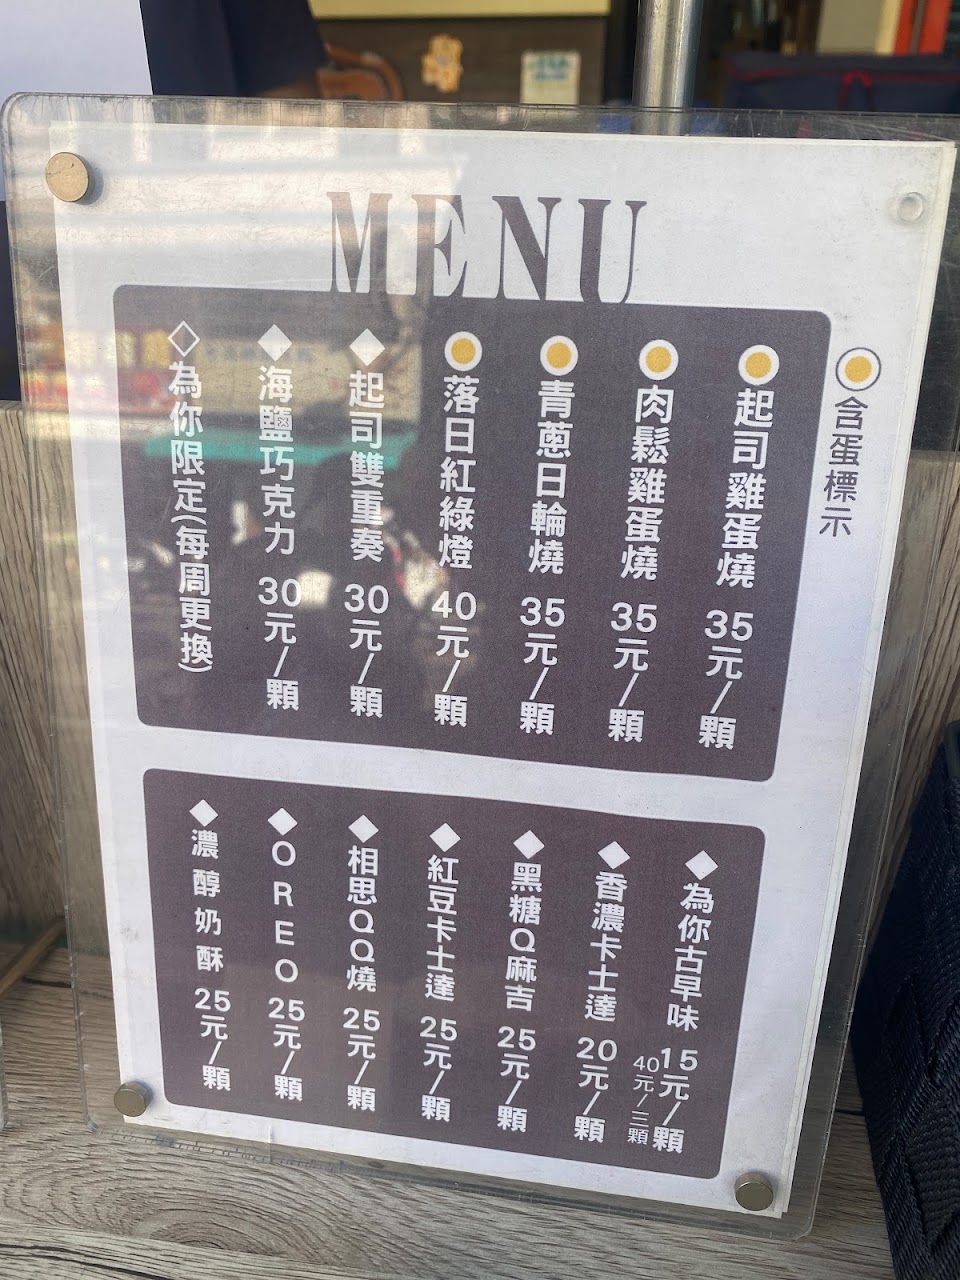 MENU
含蛋標示
起司雞蛋燒 35元/顆
肉鬆雞蛋燒 35元/顆
青蔥日輪燒 35元/顆
落日紅綠燈 40元/顆
起司雙重奏 30元/顆
海鹽巧克力 30元/顆
為你限定(每周更換)
為你古早味 15元/顆
40元/三顆
香濃卡士達 20元/顆
黑糖Q麻吉 25元/顆
紅豆卡士達 25元/顆
相思QQ燒 25元/顆
OREO 25元/顆
濃醇奶酥 25元/顆